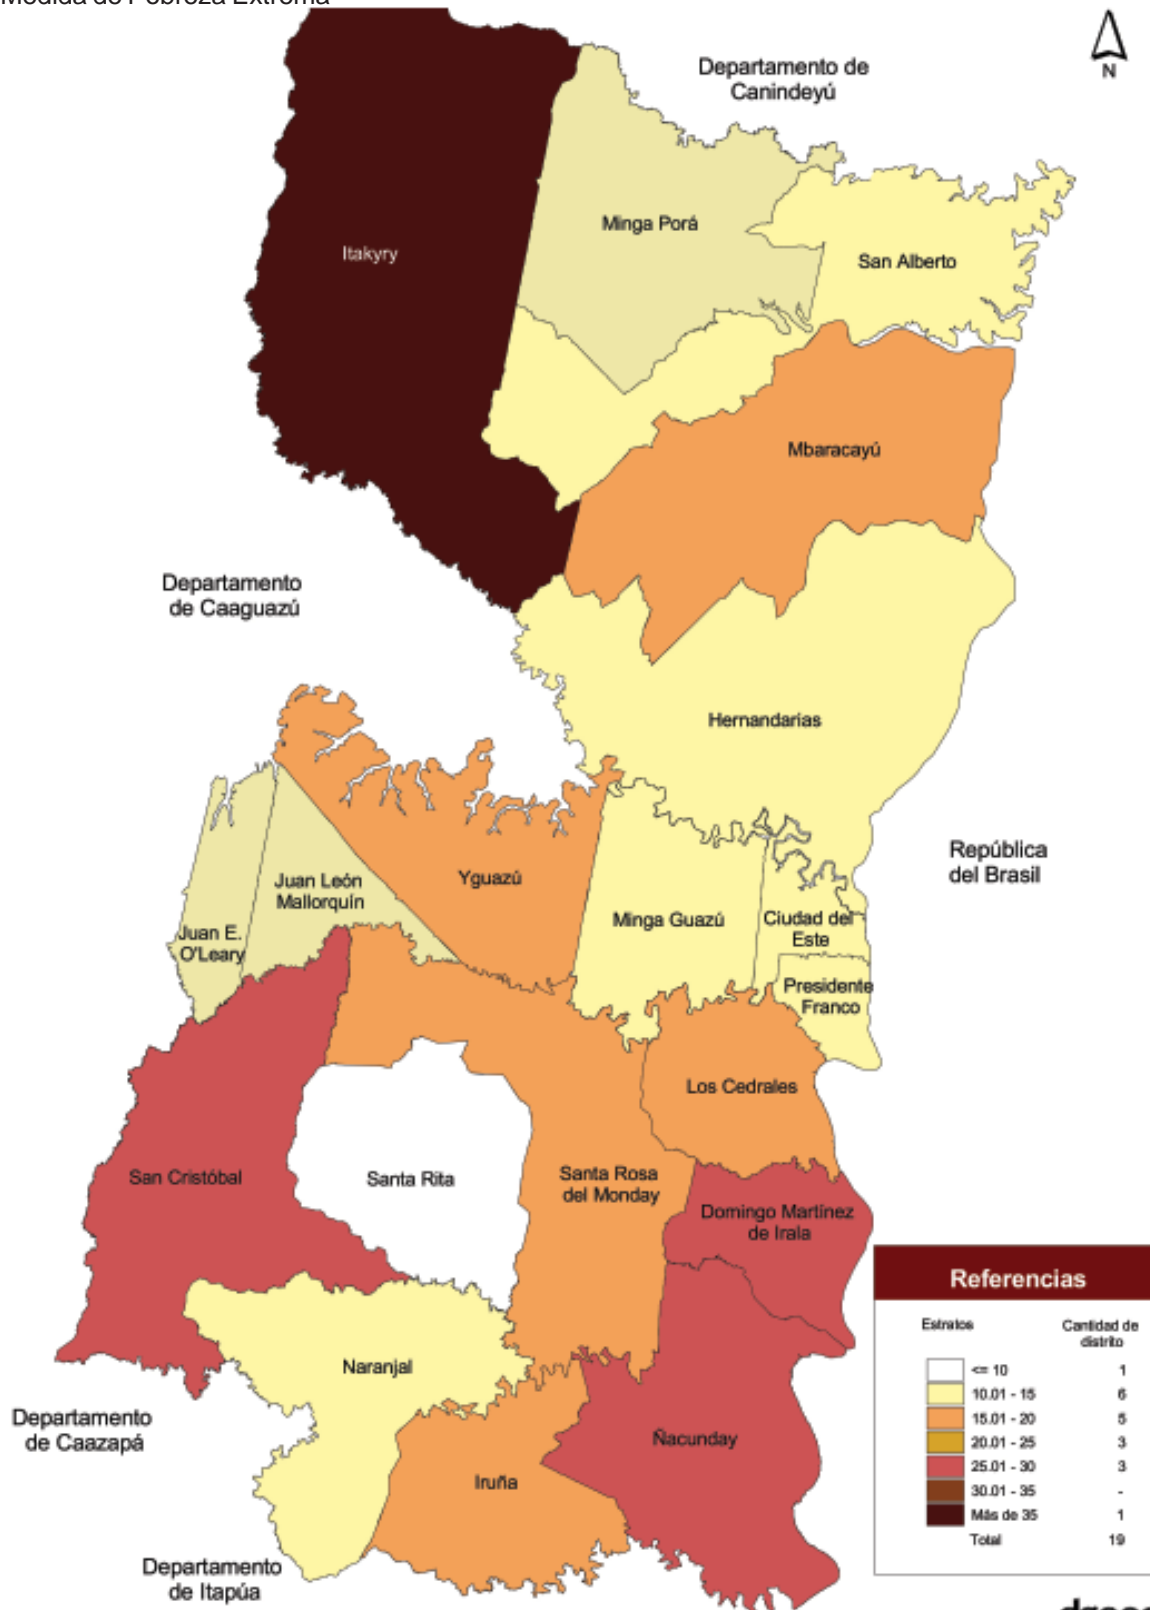 Medida de Pobreza Extrema
N
Departamento de
Canindeyú
Minga Porá
Itakyry
San Alberto
Mbaracayú
Departamento
de Caaguazú
Hernandarias
República
del Brasil
Juan León
Mallorquín
Yguazú
Minga Guazú
Ciudad del
Este
Juan E.
O'Leary
Presidente
Franco
Los Cedrales
San Cristóbal
Santa Rita
Santa Rosa
del Monday
Domingo Martínez
de Irala
Naranjal
Departamento
de Caazapá
Ñacunday
Iruña
Departamento
de Itapúa
Referencias
Estratos Cantidad de
distrito
<= 10 1
10.01 - 15 6
15.01 - 20 5
20.01 - 25 3
25.01 - 30 3
30.01 - 35 -
Más de 35 1
Total 19